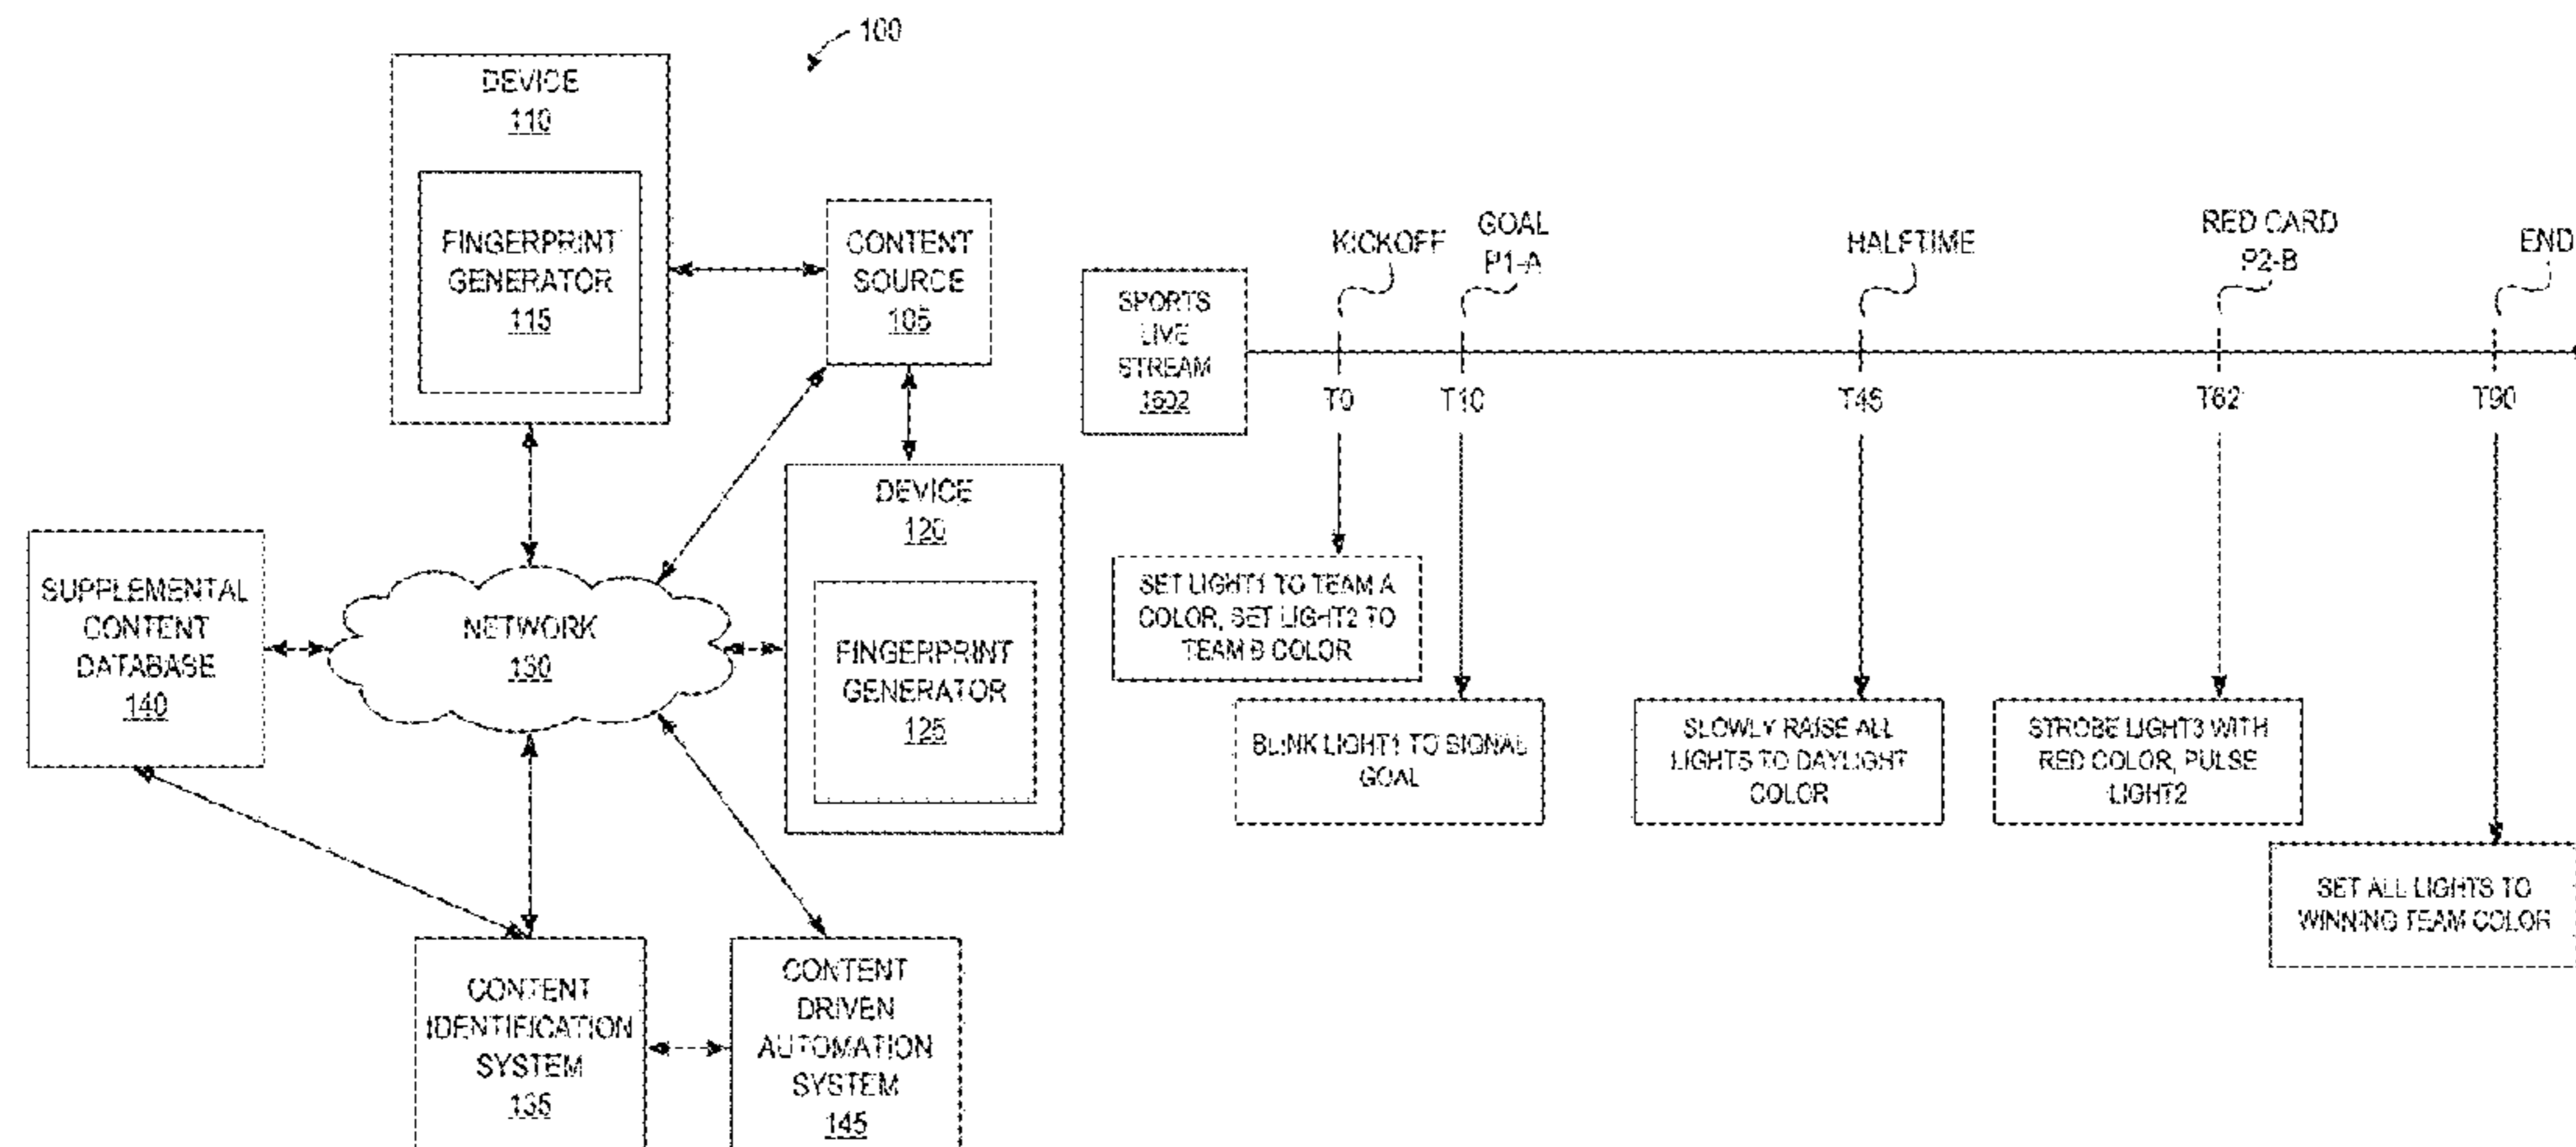 100
DEVICE
110
FINGERPRINT
GENERATOR
115
CONTENT
SOURCE
105
DEVICE
120
FINGERPRINT
GENERATOR
125
SUPPLEMENTAL
CONTENT
DATABASE
140
NETWORK
130
CONTENT
IDENTIFICATION
SYSTEM
135
CONTENT
DRIVEN
AUTOMATION
SYSTEM
145
SPORTS
LIVE
STREAM
1602
KICKOFF
GOAL
P1-A
HALFTIME
RED CARD
P2-B
END
T0
T10
T45
T62
T90
SET LIGHT1 TO TEAM A
COLOR, SET LIGHT2 TO
TEAM B COLOR
BLINK LIGHT1 TO SIGNAL
GOAL
SLOWLY RAISE ALL
LIGHTS TO DAYLIGHT
COLOR
STROBE LIGHT3 WITH
RED COLOR, PULSE
LIGHT2
SET ALL LIGHTS TO
WINNING TEAM COLOR